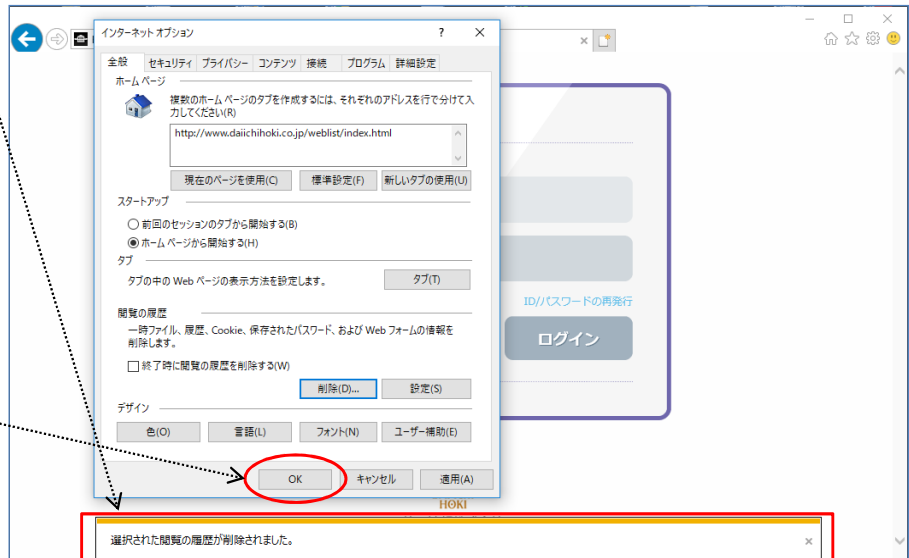 インターネット オプション
全般 セキュリティ プライバシー コンテンツ 接続 プログラム 詳細設定
ホーム ページ
複数のホーム ページのタブを作成するには、それぞれのアドレスを行で分けて入
力してください(R)
http://www.daiichihoki.co.jp/weblist/index.html
現在のページを使用(C) 標準設定(F) 新しいタブの使用(U)
スタートアップ
前回のセッションのタブから開始する(B)
ホーム ページから開始する(H)
タブ
タブの中の Web ページの表示方法を設定します。 タブ(T)
ID/パスワードの再発行
閲覧の履歴
一時ファイル、履歴、Cookie、保存されたパスワード、および Web フォームの情報を
削除します。
ログイン
終了時に閲覧の履歴を削除する(W)
削除(D)... 設定(S)
デザイン
色(O) 言語(L) フォント(N) ユーザー補助(E)
OK キャンセル 適用(A)
HOKI
選択された閲覧の履歴が削除されました。